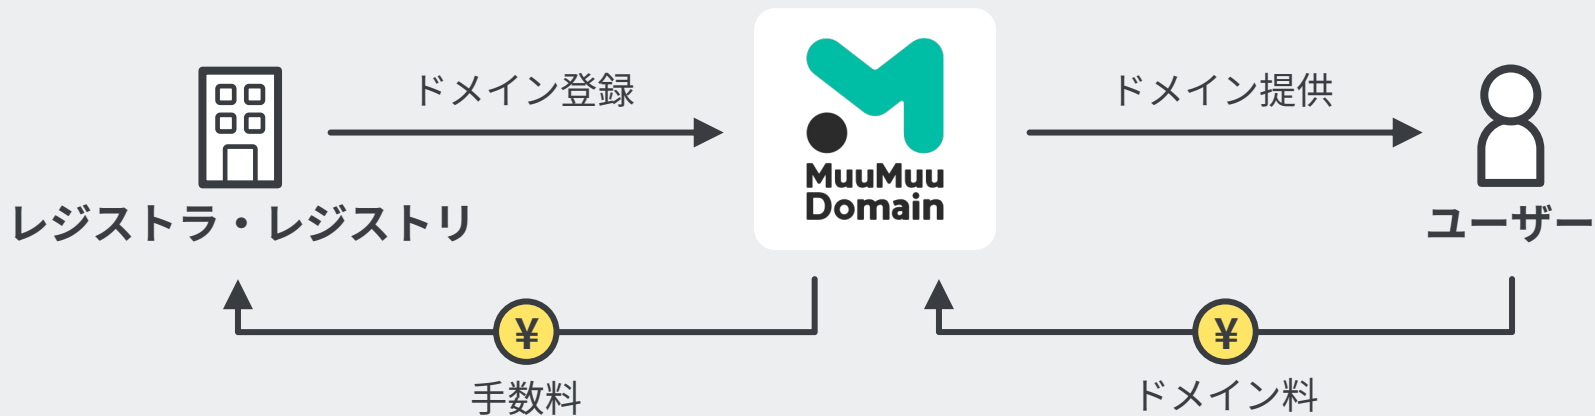 ドメイン登録
ドメイン提供
MuuMuu
Domain
レジストラ・レジストリ
ユーザー
¥
¥
手数料
ドメイン料